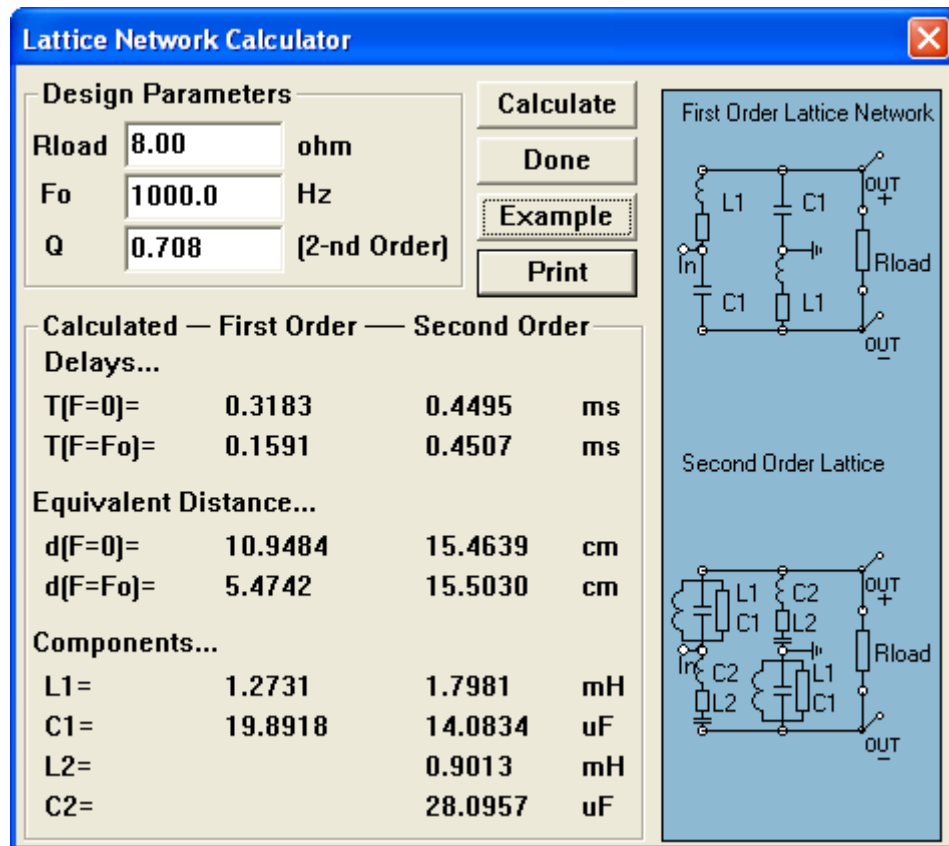 Lattice Network Calculator
Design Parameters
Rload 8.00 ohm
Fo 1000.0 Hz
Q 0.708 (2-nd Order)
Calculate
Done
Example
Print
Calculated — First Order — Second Order
Delays...
T(F=0)= 0.3183 0.4495 ms
T(F=Fo)= 0.1591 0.4507 ms
Equivalent Distance...
d(F=0)= 10.9484 15.4639 cm
d(F=Fo)= 5.4742 15.5030 cm
Components...
L1= 1.2731 1.7981 mH
C1= 19.8918 14.0834 uF
L2= 0.9013 mH
C2= 28.0957 uF
First Order Lattice Network
OUT
+
L1 C1
In Rload
C1 L1
OUT
−
Second Order Lattice
OUT
+
L1 C2
C1 L2
In Rload
C2 L1
L2 C1
OUT
−